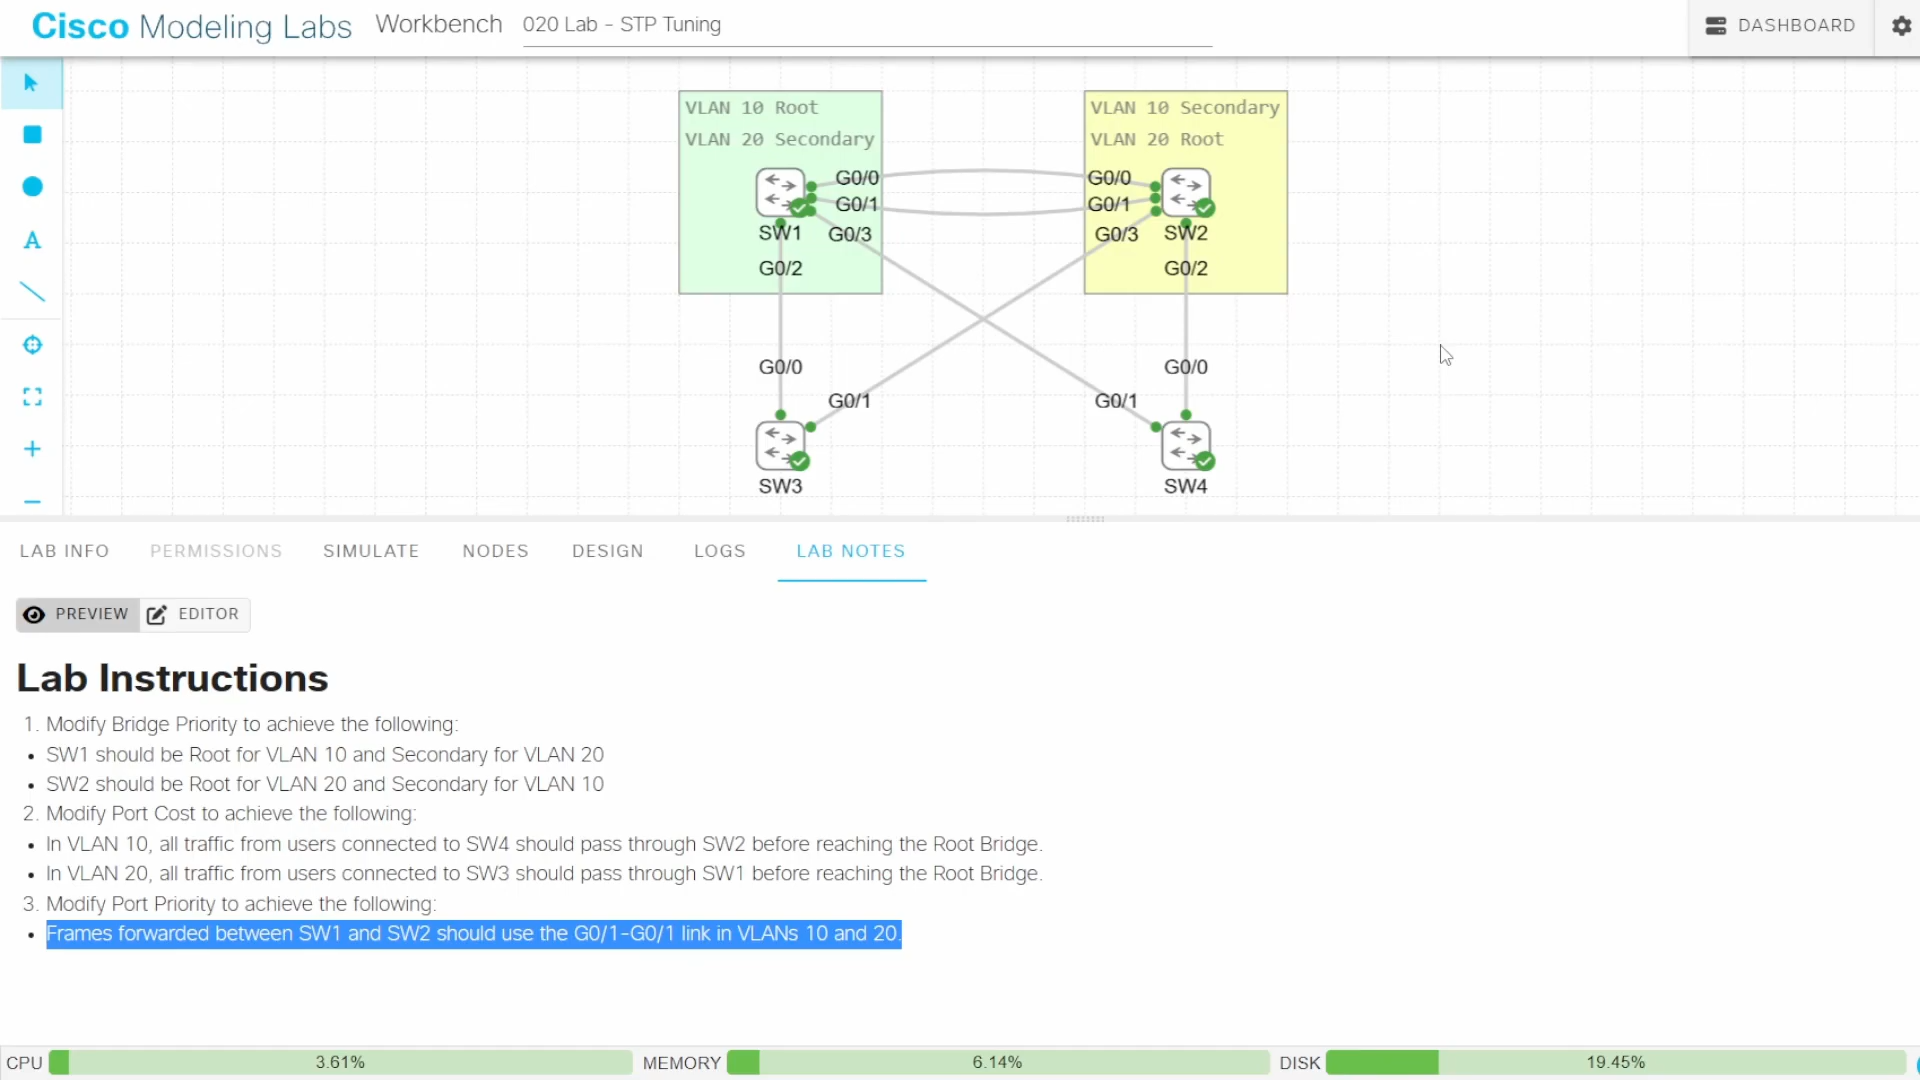 Cisco Modeling Labs Workbench 020 Lab - STP Tuning DASHBOARD
VLAN 10 Root
VLAN 20 Secondary
VLAN 10 Secondary
VLAN 20 Root
G0/0
G0/0
G0/1
G0/1
SW1
G0/3
G0/3
SW2
G0/2
G0/2
G0/0
G0/0
G0/1
G0/1
SW3
SW4
A
LAB INFO PERMISSIONS SIMULATE NODES DESIGN LOGS LAB NOTES
PREVIEW EDITOR
Lab Instructions
1. Modify Bridge Priority to achieve the following:
• SW1 should be Root for VLAN 10 and Secondary for VLAN 20
• SW2 should be Root for VLAN 20 and Secondary for VLAN 10
2. Modify Port Cost to achieve the following:
• In VLAN 10, all traffic from users connected to SW4 should pass through SW2 before reaching the Root Bridge.
• In VLAN 20, all traffic from users connected to SW3 should pass through SW1 before reaching the Root Bridge.
3. Modify Port Priority to achieve the following:
• Frames forwarded between SW1 and SW2 should use the G0/1-G0/1 link in VLANs 10 and 20.
CPU 3.61% MEMORY 6.14% DISK 19.45%